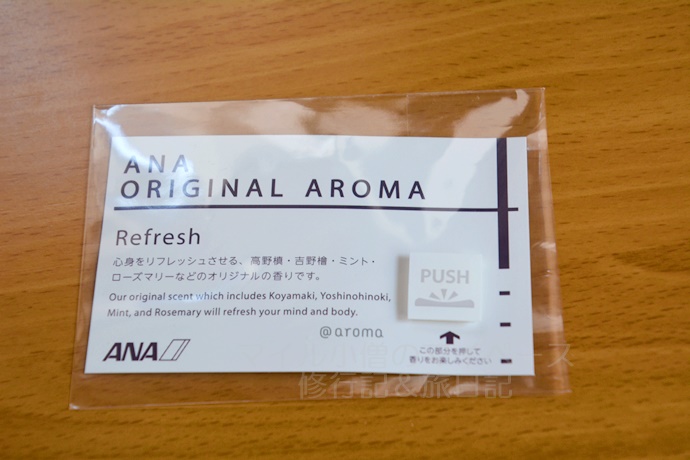 ANA
ORIGINAL AROMA
Refresh
心身をリフレッシュさせる、高野槙・吉野檜・ミント・
ローズマリーなどのオリジナルの香りです。
Our original scent which includes Koyamaki, Yoshinohinoki,
Mint, and Rosemary will refresh your mind and body.
@aroma
PUSH
この部分を押して
香りをお楽しみください
ANA
修行記&旅日記